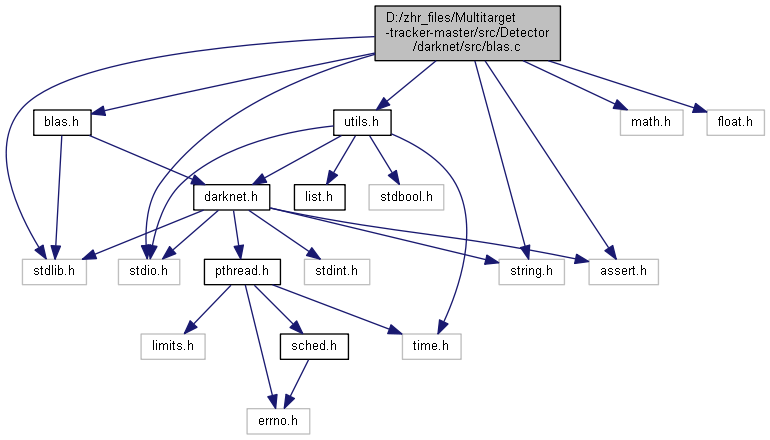 D:/zhr_files/Multitarget
-tracker-master/src/Detector
/darknet/src/blas.c
blas.h
utils.h
math.h
float.h
darknet.h
list.h
stdbool.h
stdlib.h
stdio.h
pthread.h
stdint.h
string.h
assert.h
limits.h
sched.h
time.h
errno.h